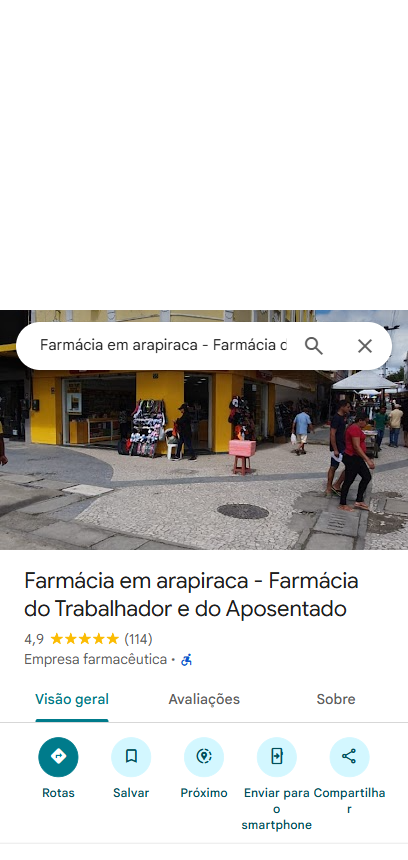 Farmácia em arapiraca - Farmácia d
Farmácia em arapiraca - Farmácia
do Trabalhador e do Aposentado
4,9 (114)
Empresa farmacêutica ·
Visão geral Avaliações Sobre
Rotas Salvar Próximo Enviar para o smartphone Compartilhar